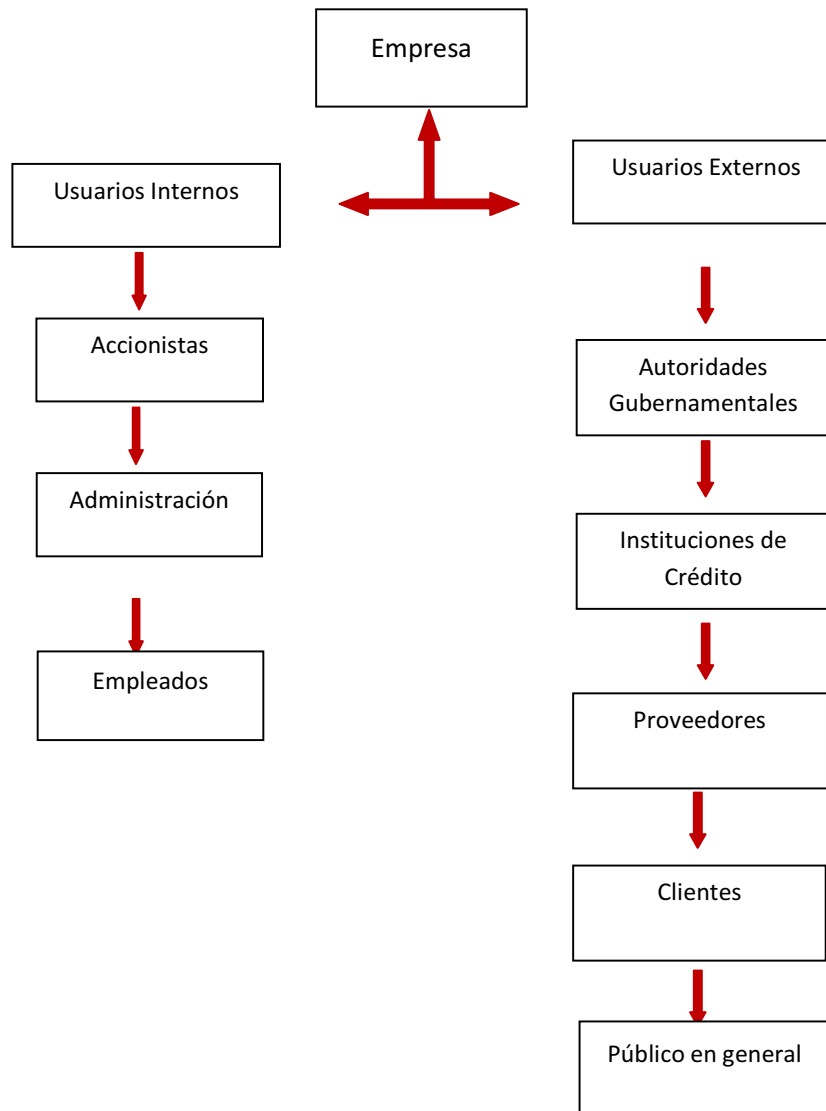 Empresa
Usuarios Internos
Accionistas
Administración
Empleados
Usuarios Externos
Autoridades
Gubernamentales
Instituciones de
Crédito
Proveedores
Clientes
Público en general